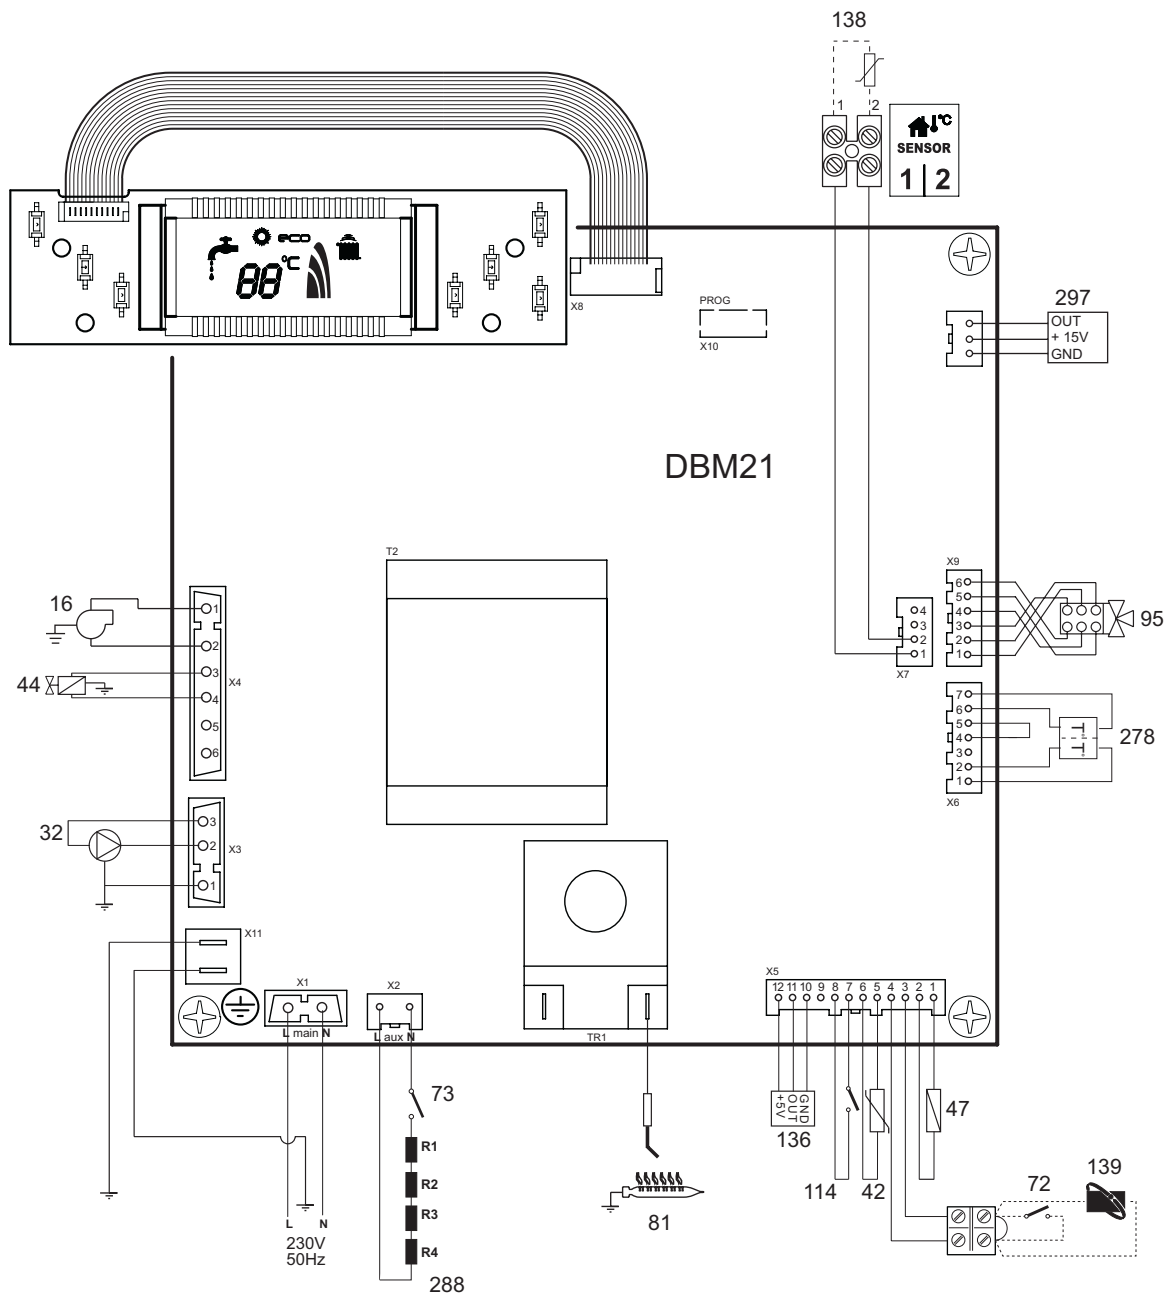 138
1 2
°C
SENSOR
1 2
eco
88 °C
X8
PROG
X10
297
OUT
+ 15V
GND
DBM21
T2
X9
6
5
4
3
2
1
95
4
3
2
1
X7
16
1
2
3
4
5
6
X4
44
7
6
5
4
3
2
1
X6
278
32
3
2
1
X3
X11
X1
L main N
X2
L aux N
TR1
X5
12 11 10 9 8 7 6 5 4 3 2 1
73
R1
R2
R3
R4
288
L N
230V
50Hz
81
+5V
OUT
GND
136
114
42
47
72
139